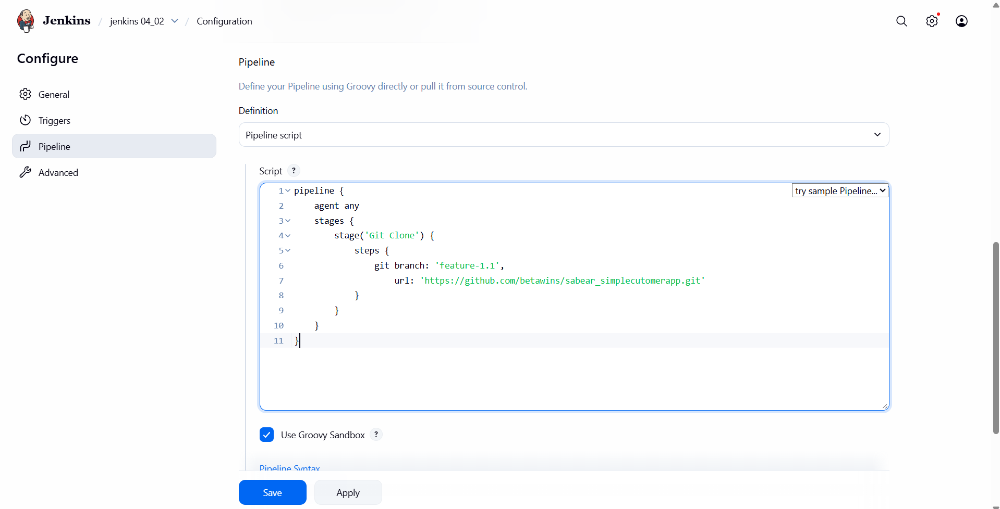 Jenkins / jenkins 04_02 / Configuration
Configure
General
Triggers
Pipeline
Advanced
Pipeline
Define your Pipeline using Groovy directly or pull it from source control.
Definition
Pipeline script
Script ?
try sample Pipeline...
1 pipeline {
2     agent any
3     stages {
4         stage('Git Clone') {
5             steps {
6                 git branch: 'feature-1.1',
7                     url: 'https://github.com/betawins/sabear_simplecutomerapp.git'
8             }
9         }
10     }
11 }
Use Groovy Sandbox ?
Pipeline Syntax
Save
Apply